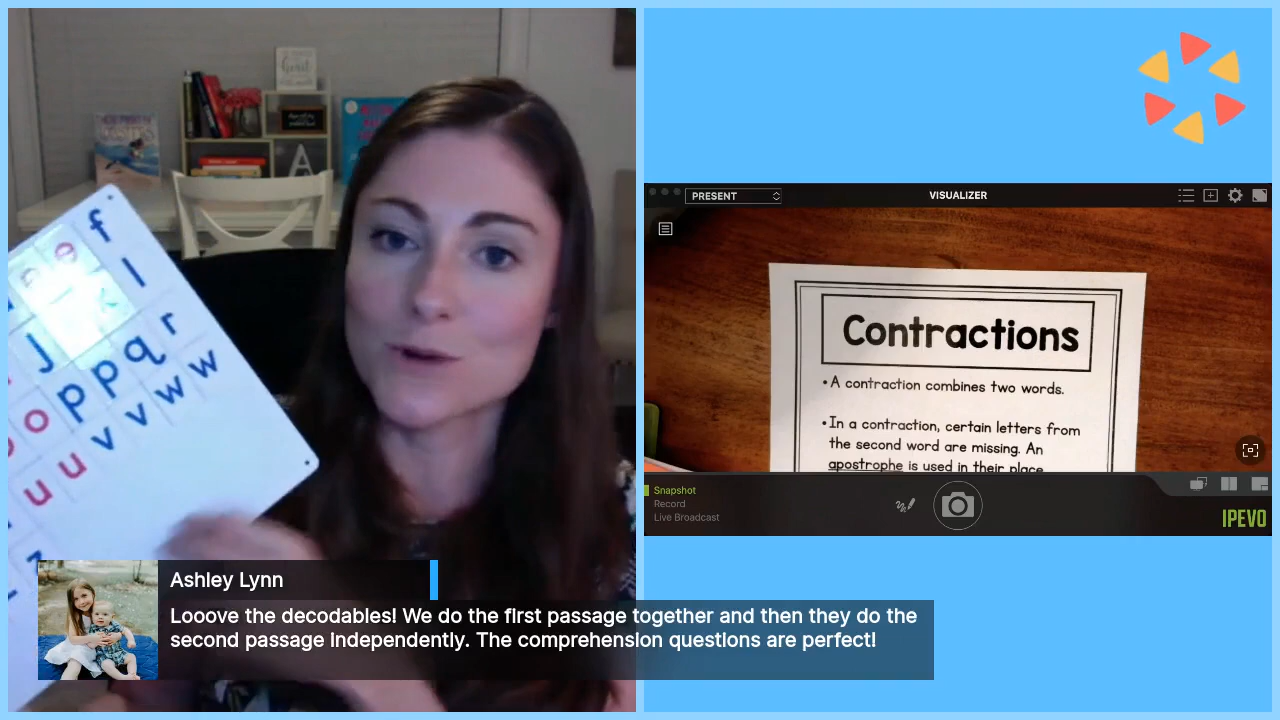 f
l
j
r
q
p
p
o
w
w
v
v
u
u
z
A
PRESENT
VISUALIZER
Contractions
•A contraction combines two words.
•In a contraction, certain letters from
the second word are missing. An
apostrophe is used in their place
Snapshot
Record
Live Broadcast
IPEVO
Ashley Lynn
Looove the decodables! We do the first passage together and then they do the
second passage independently. The comprehension questions are perfect!